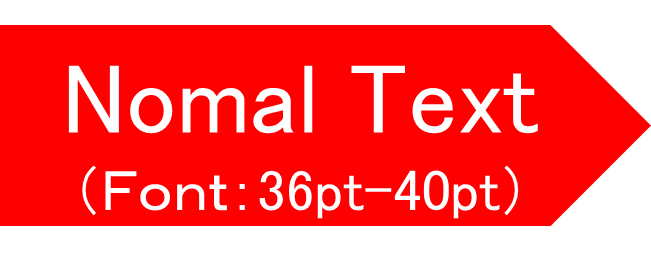 Nomal Text
（Font：36pt−40pt）